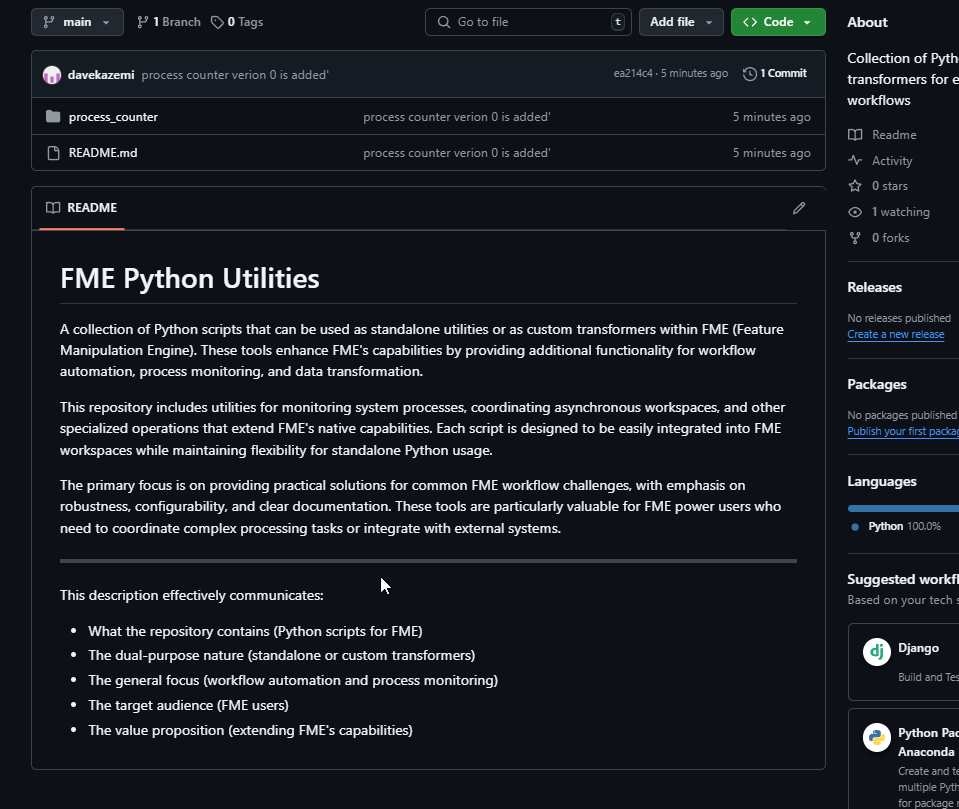 main
1 Branch
0 Tags
Go to file
t
Add file
Code
davekazemi process counter verion 0 is added'
ea214c4 · 5 minutes ago
1 Commit
process_counter process counter verion 0 is added' 5 minutes ago
README.md process counter verion 0 is added' 5 minutes ago
README
FME Python Utilities
A collection of Python scripts that can be used as standalone utilities or as custom transformers within FME (Feature
Manipulation Engine). These tools enhance FME's capabilities by providing additional functionality for workflow
automation, process monitoring, and data transformation.
This repository includes utilities for monitoring system processes, coordinating asynchronous workspaces, and other
specialized operations that extend FME's native capabilities. Each script is designed to be easily integrated into FME
workspaces while maintaining flexibility for standalone Python usage.
The primary focus is on providing practical solutions for common FME workflow challenges, with emphasis on
robustness, configurability, and clear documentation. These tools are particularly valuable for FME power users who
need to coordinate complex processing tasks or integrate with external systems.
This description effectively communicates:
• What the repository contains (Python scripts for FME)
• The dual-purpose nature (standalone or custom transformers)
• The general focus (workflow automation and process monitoring)
• The target audience (FME users)
• The value proposition (extending FME's capabilities)
About
Collection of Pyth
transformers for e
workflows
Readme
Activity
0 stars
1 watching
0 forks
Releases
No releases published
Create a new release
Packages
No packages published
Publish your first packag
Languages
Python 100.0%
Suggested workfl
Based on your tech s
dj
Django
Build and Tes
Python Pac
Anaconda
Create and te
multiple Pyth
for package m